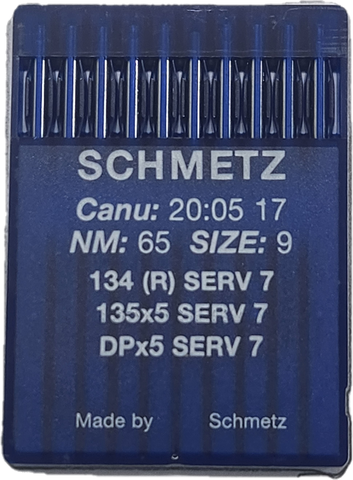 SCHMETZ
Canu: 20:05 17
NM: 65 SIZE: 9
134 (R) SERV 7
135x5 SERV 7
DPx5 SERV 7
Made by Schmetz